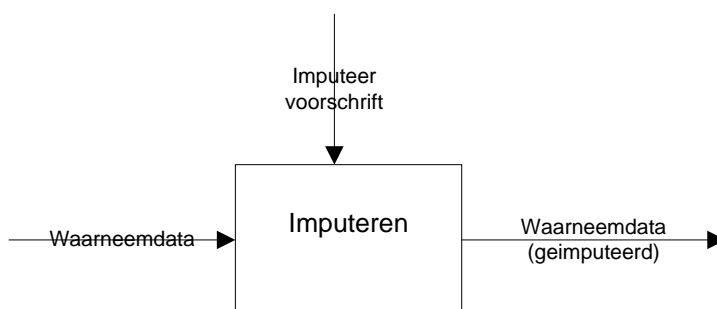 Imputeer
voorschrift
Imputeren
Waarneemdata
Waarneemdata
(geimputeerd)